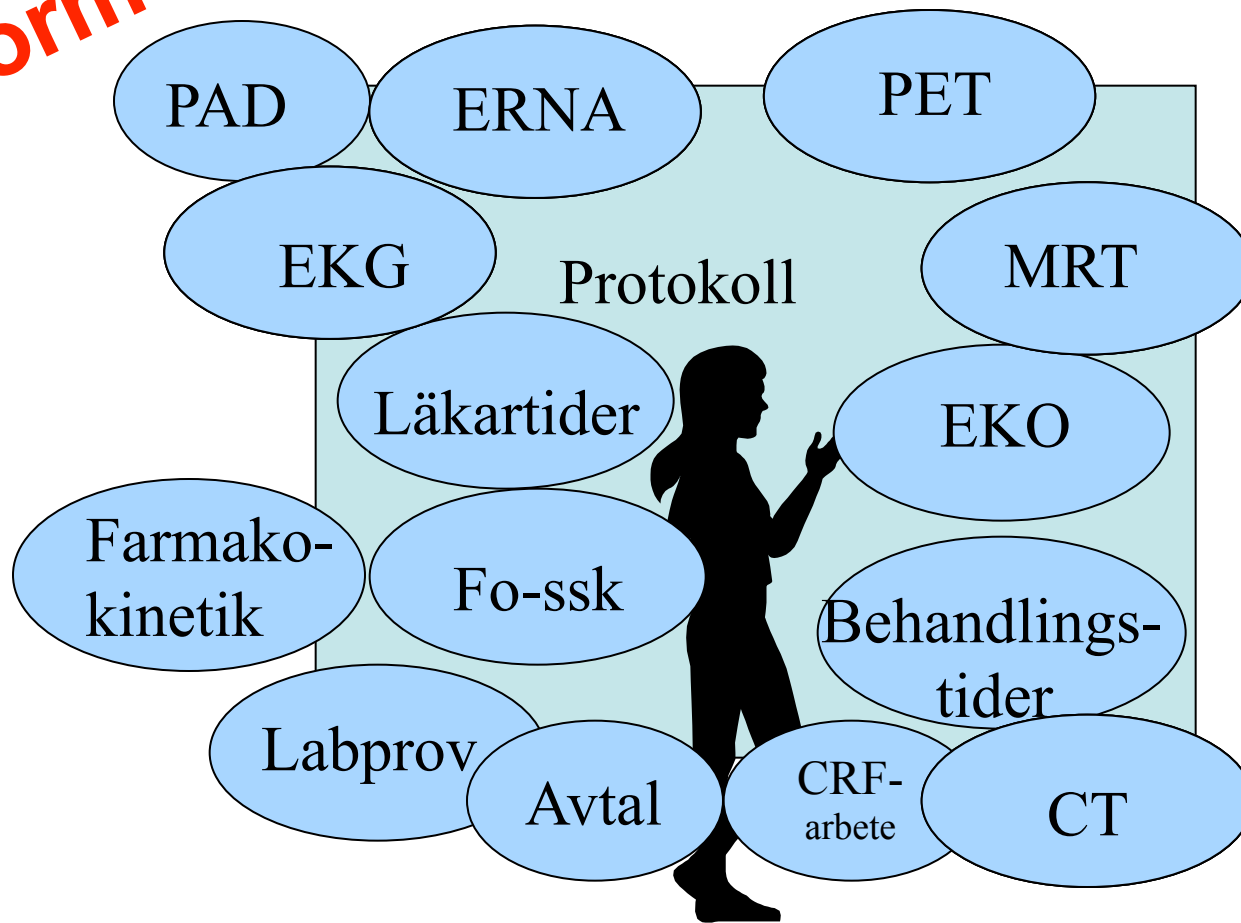 PAD
ERNA
PET
EKG
Protokoll
MRT
Läkartider
EKO
Farmako-
kinetik
Fo-ssk
Behandlings-
tider
Labprov
Avtal
CRF-
arbete
CT